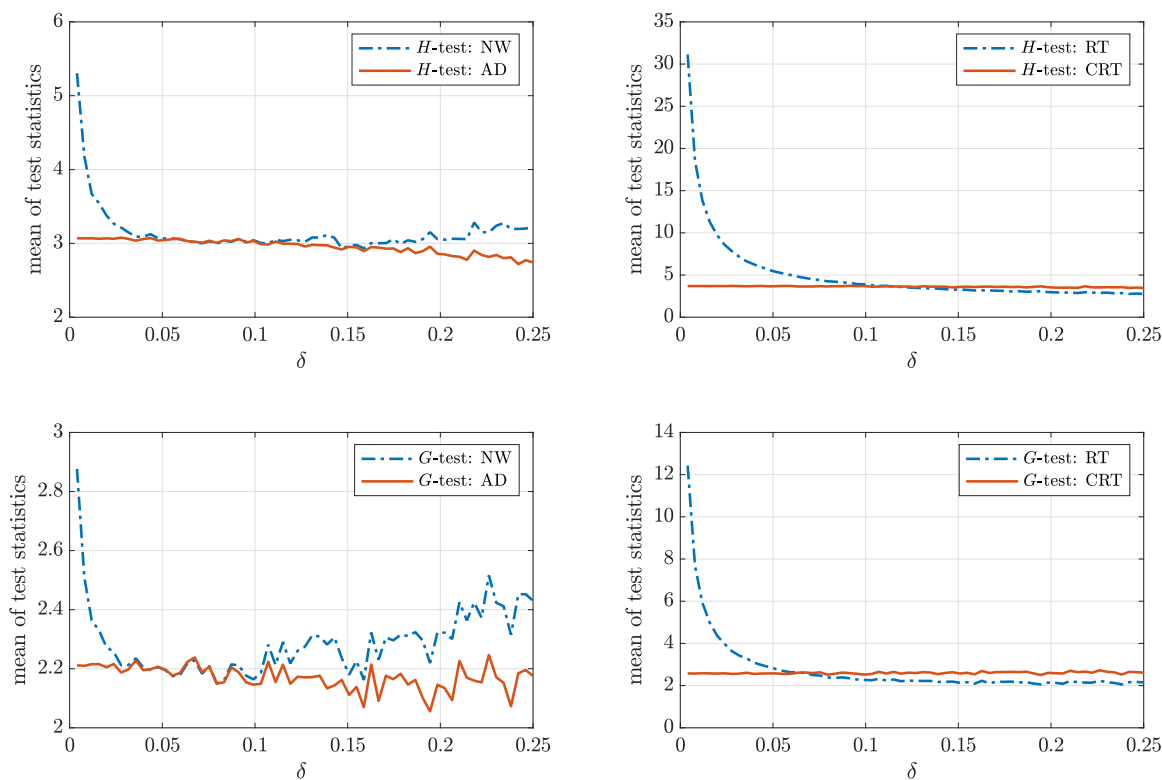 6
5
4
3
2
mean of test statistics
H-test: NW
H-test: AD
0 0.05 0.1 0.15 0.2 0.25
δ
35
30
25
20
15
10
5
0
mean of test statistics
H-test: RT
H-test: CRT
0 0.05 0.1 0.15 0.2 0.25
δ
3
2.8
2.6
2.4
2.2
2
mean of test statistics
G-test: NW
G-test: AD
0 0.05 0.1 0.15 0.2 0.25
δ
14
12
10
8
6
4
2
0
mean of test statistics
G-test: RT
G-test: CRT
0 0.05 0.1 0.15 0.2 0.25
δ